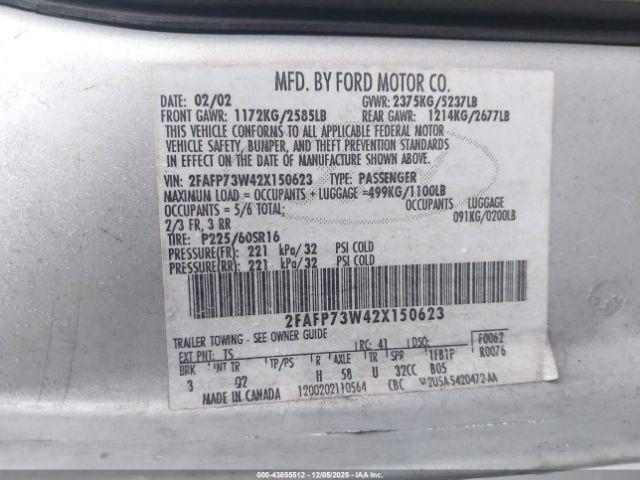 MFD. BY FORD MOTOR CO.
DATE: 02/02 GVWR: 2375KG/5237LB
FRONT GAWR: 1172KG/2585LB REAR GAWR: 1214KG/2677LB
THIS VEHICLE CONFORMS TO ALL APPLICABLE FEDERAL MOTOR
VEHICLE SAFETY, BUMPER, AND THEFT PREVENTION STANDARDS
IN EFFECT ON THE DATE OF MANUFACTURE SHOWN ABOVE.
VIN: 2FAFP73W42X150623 TYPE: PASSENGER
MAXIMUM LOAD = OCCUPANTS + LUGGAGE = 499KG/1100LB
OCCUPANTS: 5/6 TOTAL; OCCUPANTS LUGGAGE
2/3 FR, 3 RR 091KG/0200LB
TIRE: P225/60SR16
PRESSURE(FR): 221 kPa/32 PSI COLD
PRESSURE(RR): 221 kPa/32 PSI COLD
2FAFP73W42X150623
TRAILER TOWING - SEE OWNER GUIDE
EXT PNT: TS RC: 41 DSO: F0062
BRK INT TR TP/PS R AXLE TR SPR TFB1P R0076
3 92 H 58 U 32CC B05
MADE IN CANADA 1200202110564 CBC 2U5A5420472-AA
000-43855512 - 12/05/2025 - IAAI.COM